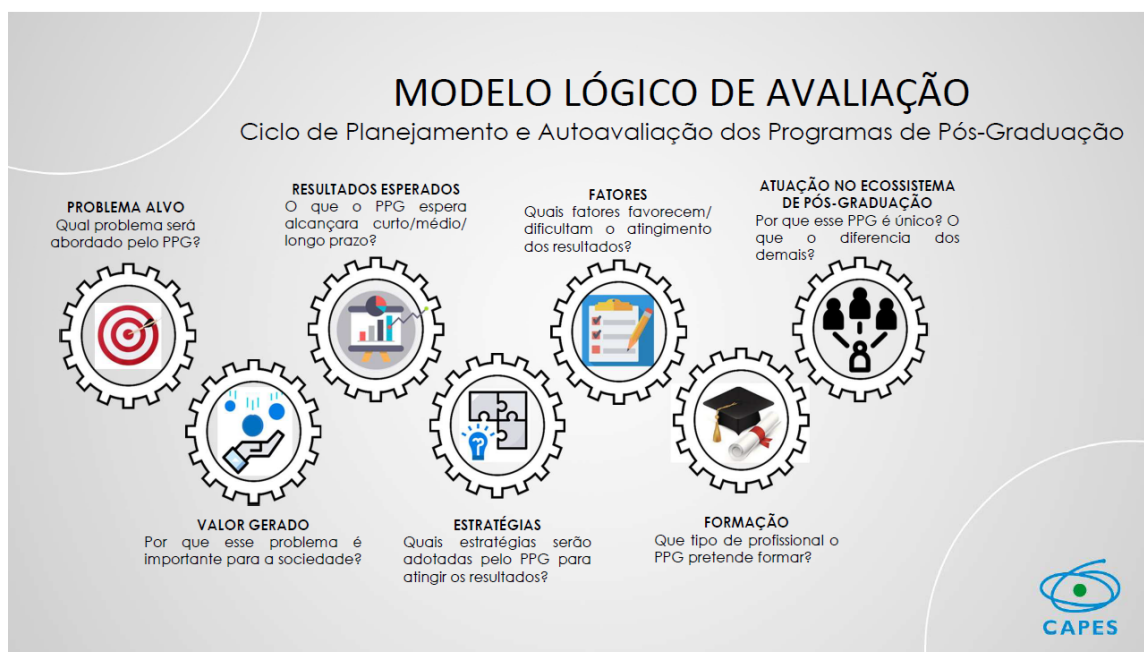 MODELO LÓGICO DE AVALIAÇÃO
Ciclo de Planejamento e Autoavaliação dos Programas de Pós-Graduação
PROBLEMA ALVO
Qual problema será
abordado pelo PPG?
RESULTADOS ESPERADOS
O que o PPG espera
alcançara curto/médio/
longo prazo?
FATORES
Quais fatores favorecem/
dificultam o atingimento
dos resultados?
ATUAÇÃO NO ECOSSISTEMA
DE PÓS-GRADUAÇÃO
Por que esse PPG é único? O
que o diferencia dos
demais?
VALOR GERADO
Por que esse problema é
importante para a sociedade?
ESTRATÉGIAS
Quais estratégias serão
adotadas pelo PPG para
atingir os resultados?
FORMAÇÃO
Que tipo de profissional o
PPG pretende formar?
CAPES